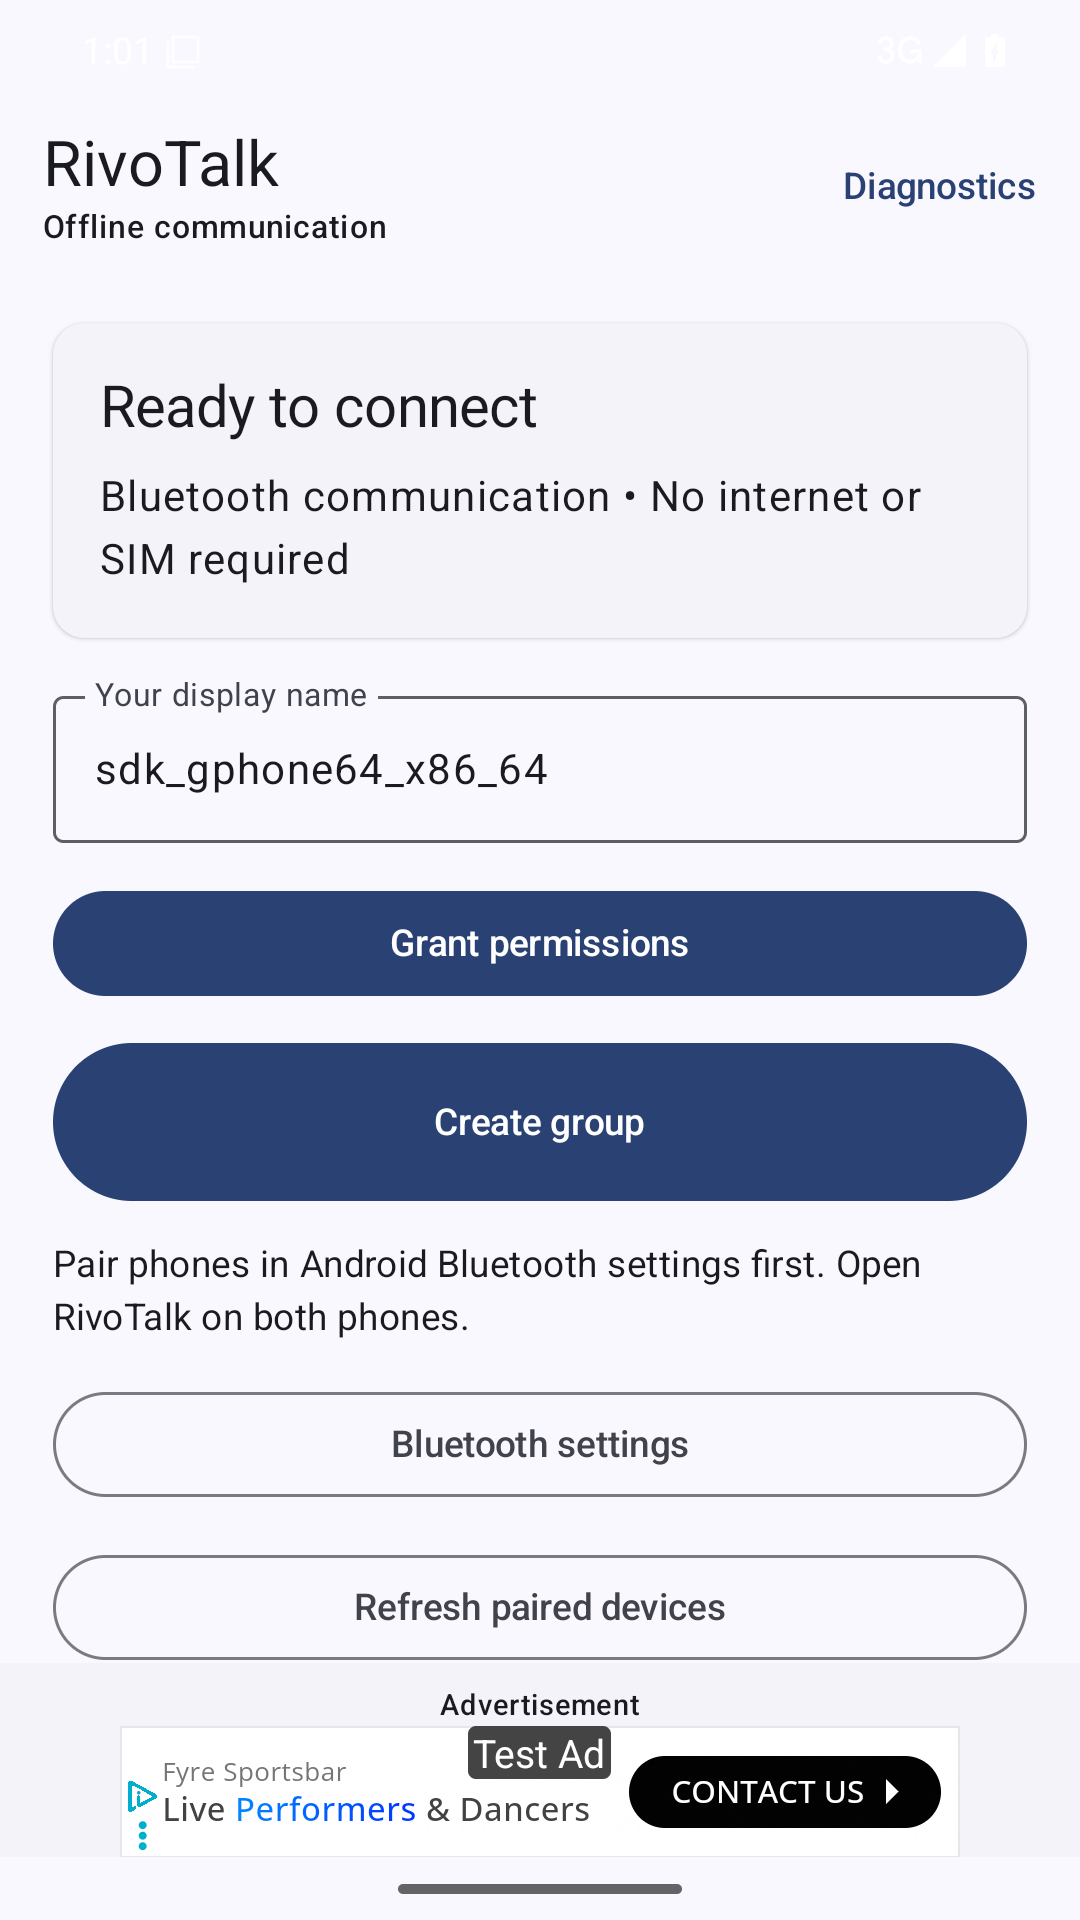 1:01
3G
RivoTalk
Diagnostics
Offline communication
Ready to connect
Bluetooth communication • No internet or
SIM required
Your display name
sdk_gphone64_x86_64
Grant permissions
Create group
Pair phones in Android Bluetooth settings first. Open
RivoTalk on both phones.
Bluetooth settings
Refresh paired devices
Advertisement
Test Ad
Fyre Sportsbar
Live Performers & Dancers
CONTACT US